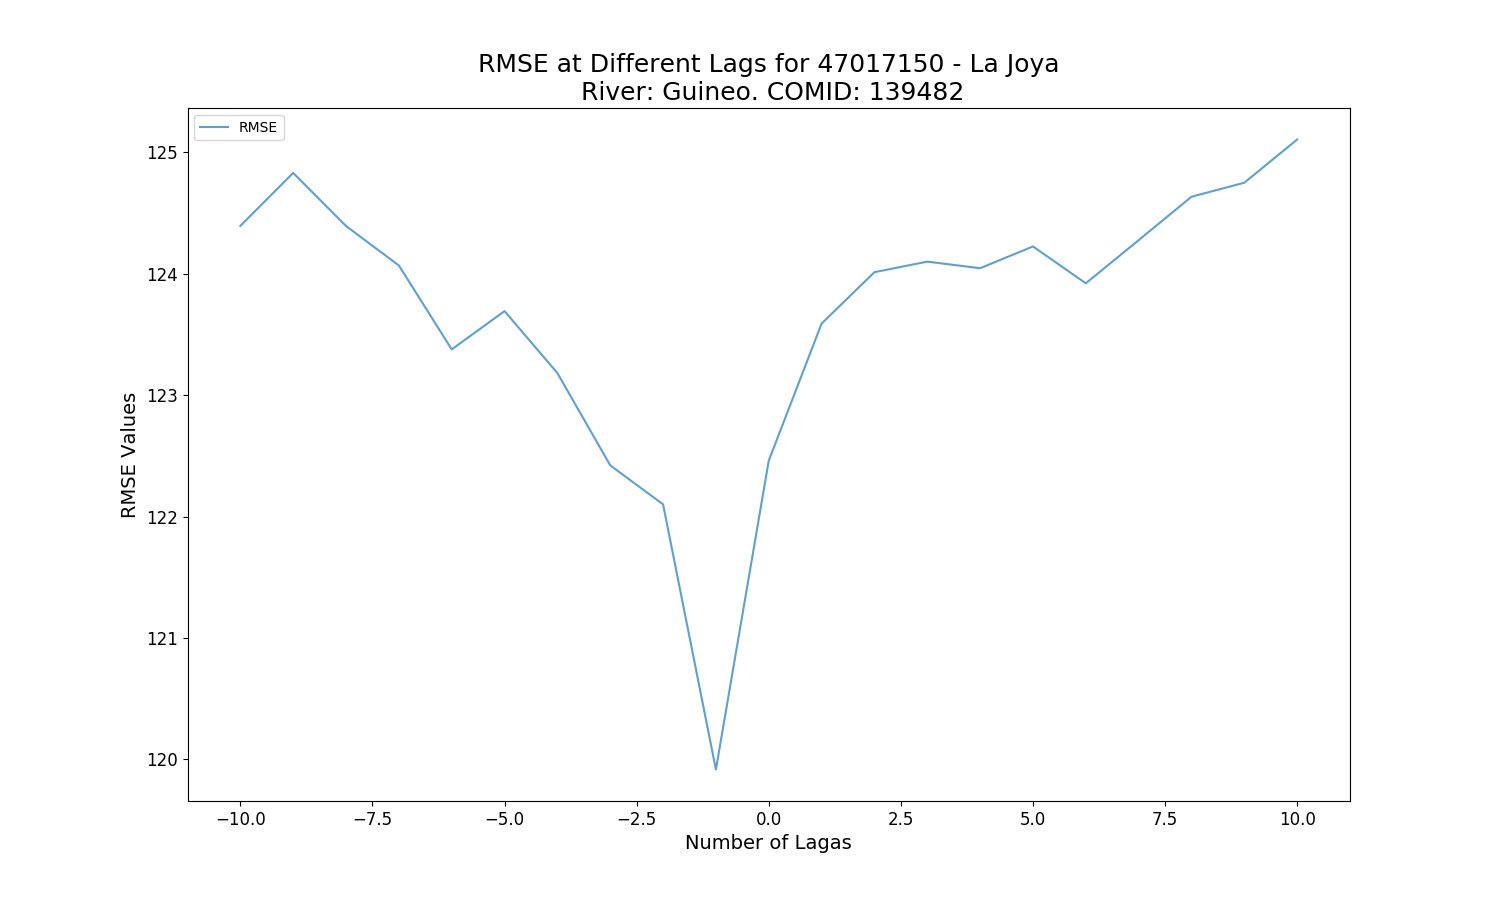 RMSE at Different Lags for 47017150 - La Joya
River: Guineo. COMID: 139482
RMSE
125
124
123
122
121
120
RMSE Values
−10.0 −7.5 −5.0 −2.5 0.0 2.5 5.0 7.5 10.0
Number of Lagas